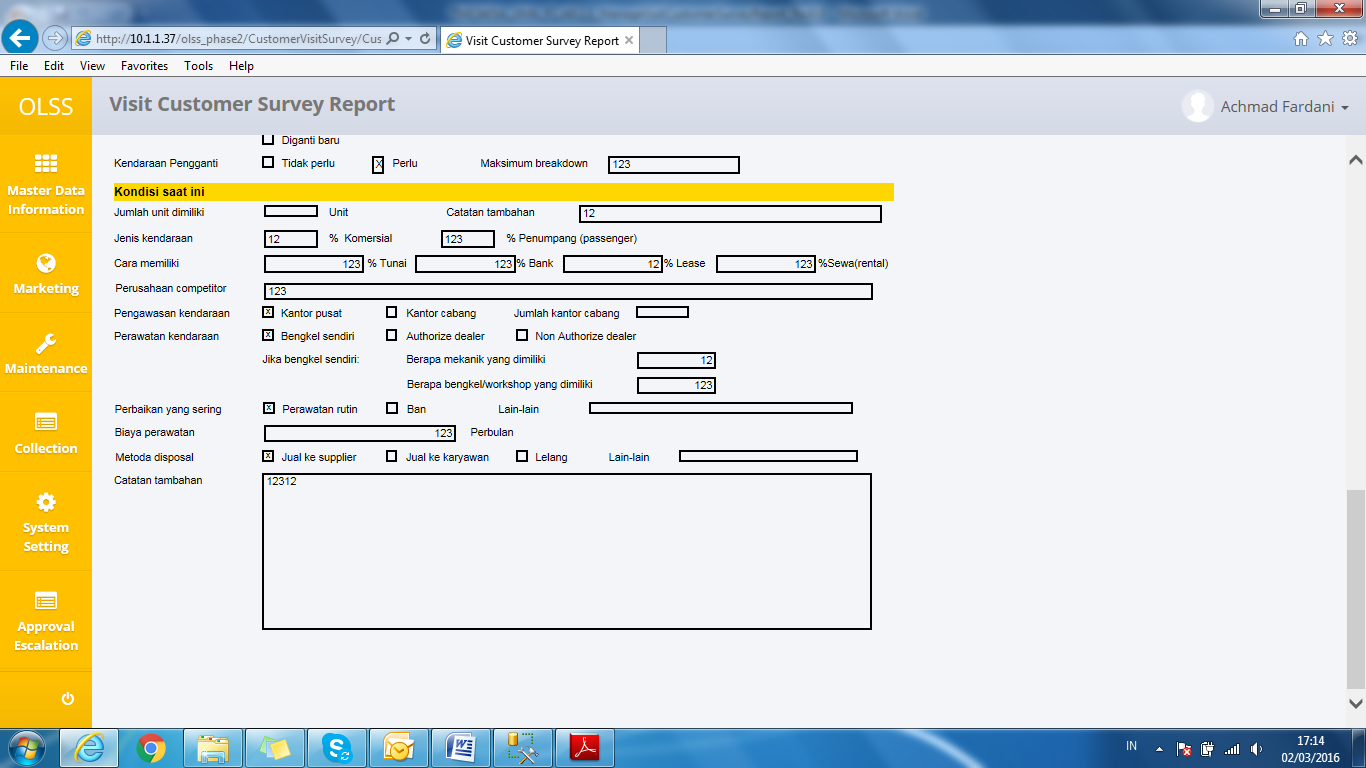 http://10.1.1.37/olss_phase2/CustomerVisitSurvey/Cus
Visit Customer Survey Report
File Edit View Favorites Tools Help
OLSS
Visit Customer Survey Report
Achmad Fardani
Master Data Information
Marketing
Maintenance
Collection
System Setting
Approval Escalation
Diganti baru
Kendaraan Pengganti Tidak perlu X Perlu Maksimum breakdown 123
Kondisi saat ini
Jumlah unit dimiliki Unit Catatan tambahan 12
Jenis kendaraan 12 % Komersial 123 % Penumpang (passenger)
Cara memiliki 123 % Tunai 123 % Bank 12 % Lease 123 %Sewa(rental)
Perusahaan competitor 123
Pengawasan kendaraan x Kantor pusat Kantor cabang Jumlah kantor cabang
Perawatan kendaraan x Bengkel sendiri Authorize dealer Non Authorize dealer
Jika bengkel sendiri: Berapa mekanik yang dimiliki 12
Berapa bengkel/workshop yang dimiliki 123
Perbaikan yang sering x Perawatan rutin Ban Lain-lain
Biaya perawatan 123 Perbulan
Metoda disposal x Jual ke supplier Jual ke karyawan Lelang Lain-lain
Catatan tambahan 12312
IN
17:14
02/03/2016